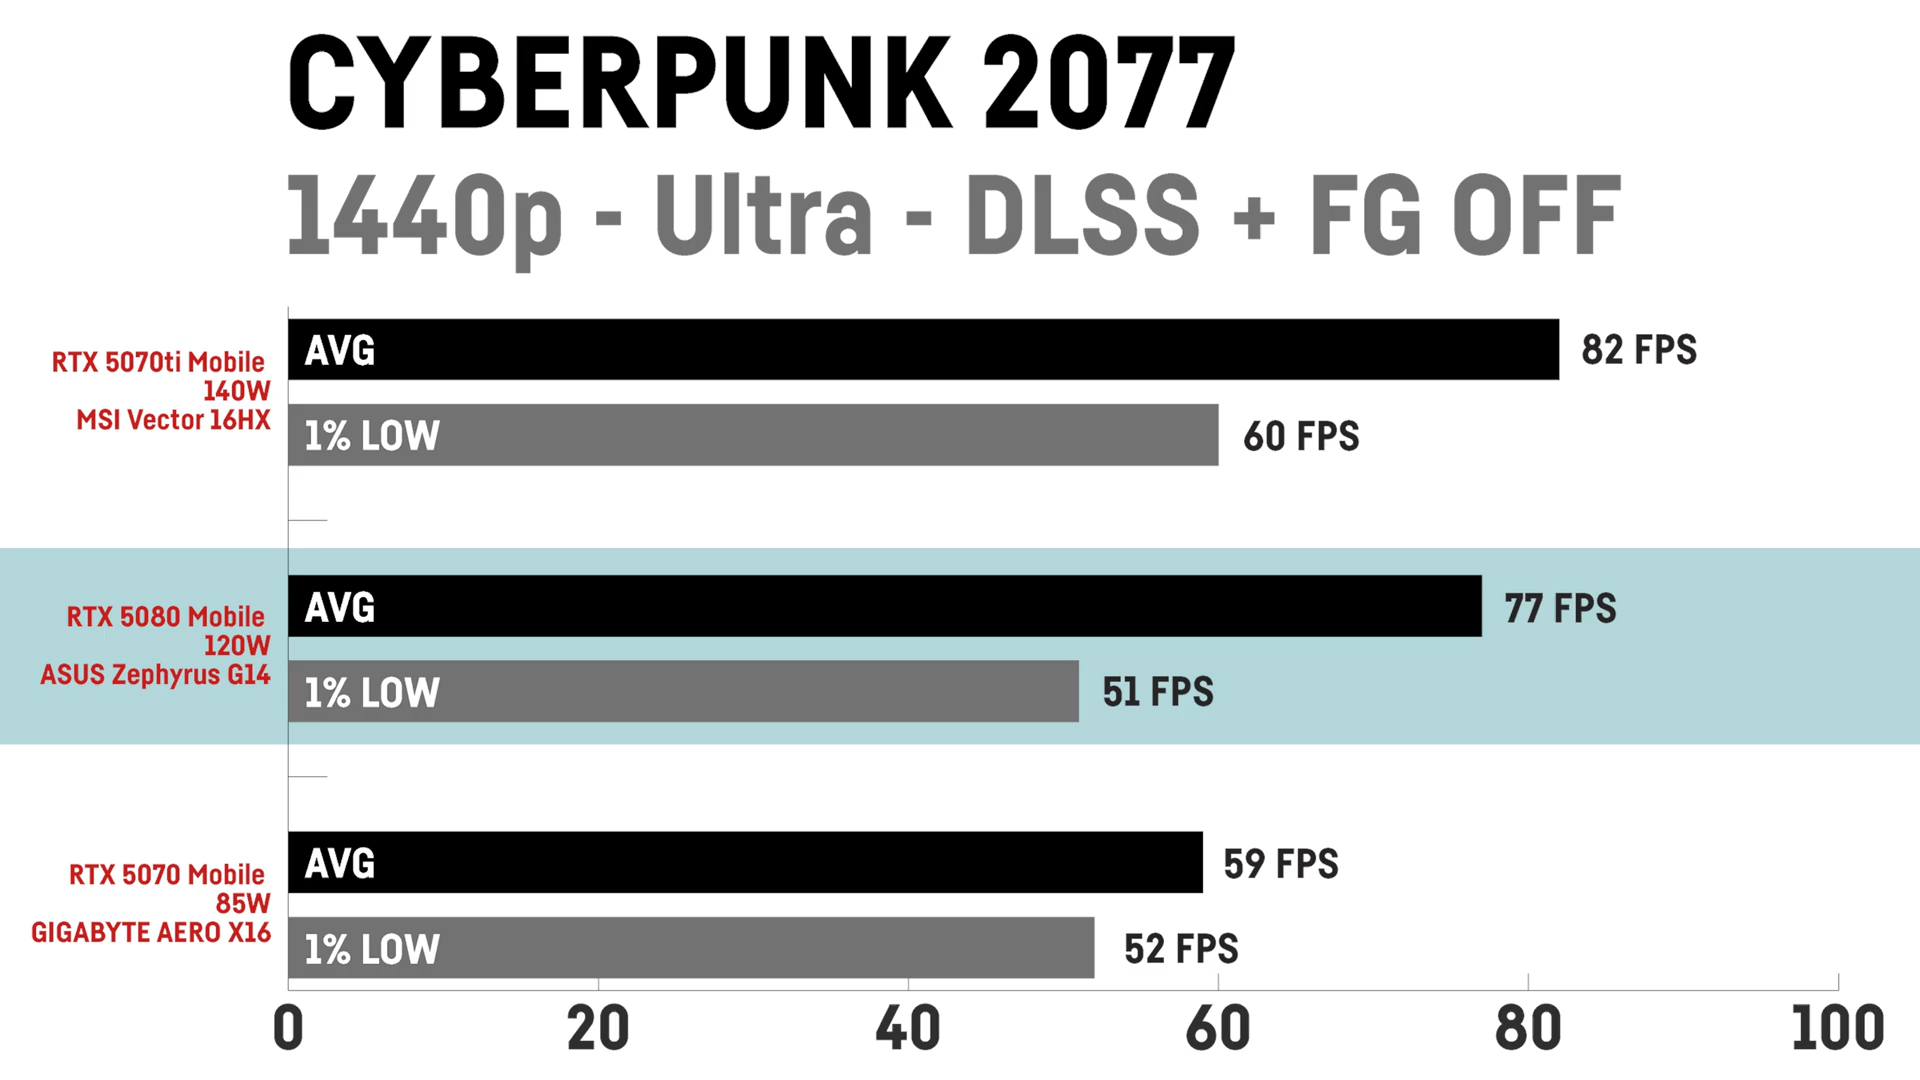 CYBERPUNK 2077
1440p - Ultra - DLSS + FG OFF
RTX 5070ti Mobile
140W
MSI Vector 16HX
AVG
82 FPS
1% LOW
60 FPS
RTX 5080 Mobile
120W
ASUS Zephyrus G14
AVG
77 FPS
1% LOW
51 FPS
RTX 5070 Mobile
85W
GIGABYTE AERO X16
AVG
59 FPS
1% LOW
52 FPS
0 20 40 60 80 100